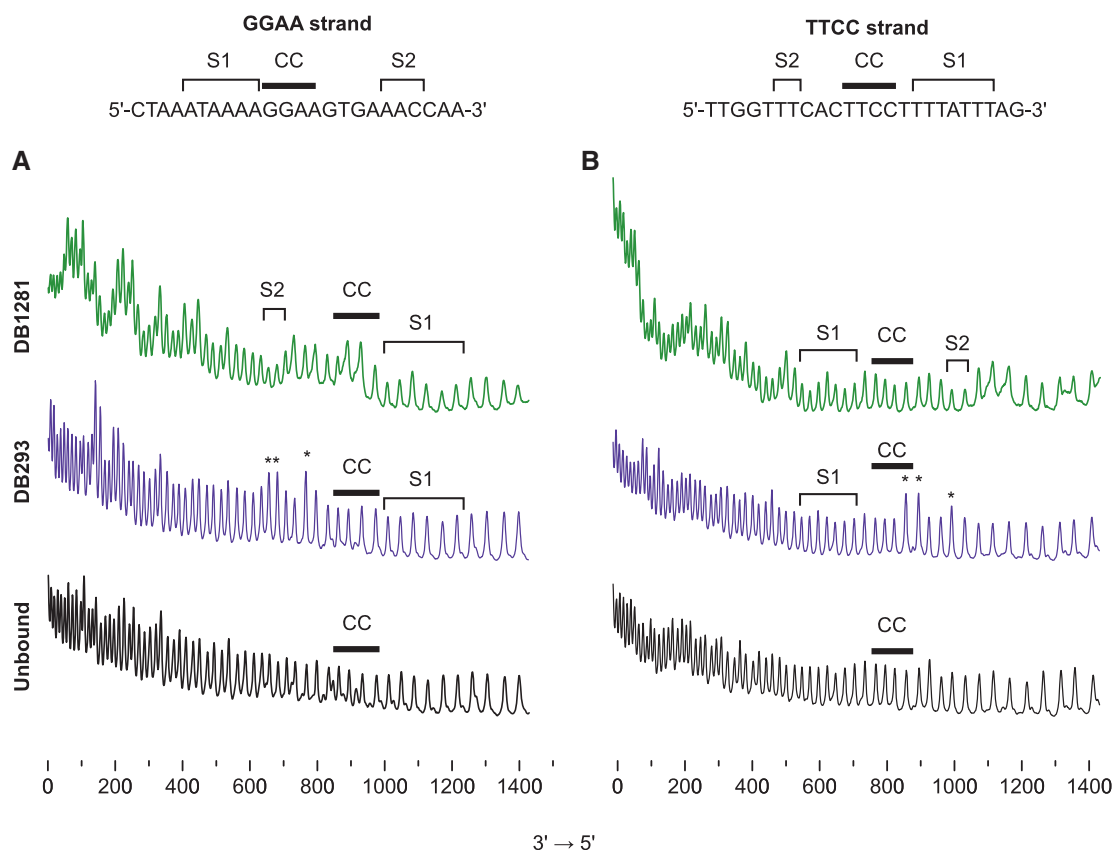 GGAA strand
S1 CC S2
5'-CTAAATAAAAGGAAGTGAAACCAA-3'
TTCC strand
S2 CC S1
5'-TTGGTTTCACTTCCTTTTATTTAG-3'
A
DB1281
S2 CC S1
DB293
** * CC S1
Unbound
CC
0 200 400 600 800 1000 1200 1400
B
S1 CC S2
S1 CC * * *
CC
0 200 400 600 800 1000 1200 1400
3' → 5'